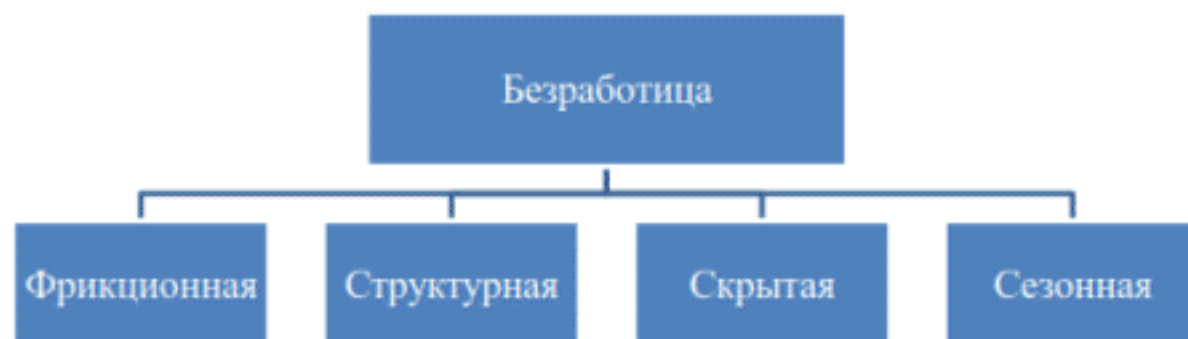 Безработица
Фрикционная
Структурная
Скрытая
Сезонная